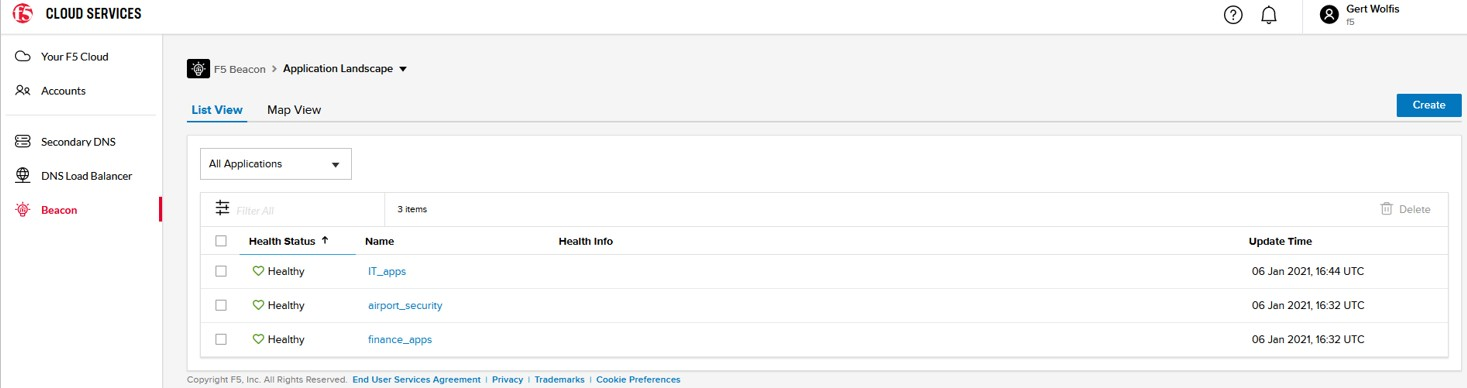 f5 CLOUD SERVICES
Gert Wolfis
f5
Your F5 Cloud
Accounts
Secondary DNS
DNS Load Balancer
Beacon
F5 Beacon > Application Landscape
List View Map View
Create
All Applications
Filter All 3 items Delete
Health Status ↑ Name Health Info Update Time
Healthy IT_apps 06 Jan 2021, 16:44 UTC
Healthy airport_security 06 Jan 2021, 16:32 UTC
Healthy finance_apps 06 Jan 2021, 16:32 UTC
Copyright F5, Inc. All Rights Reserved. End User Services Agreement | Privacy | Trademarks | Cookie Preferences